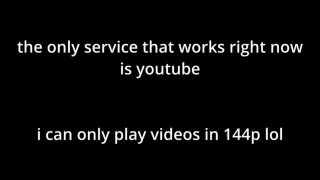 the only service that works right now
is youtube
i can only play videos in 144p lol